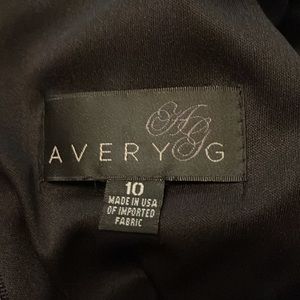 AG
AVERY G
10
MADE IN USA
OF IMPORTED
FABRIC